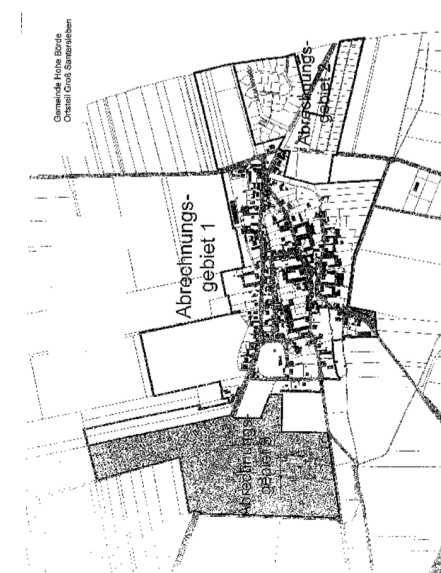 Gemeinde Hohe Börde
Ortsteil Groß Santersleben
Abrechnungs-
gebiet 1
Abrechnungs-
gebiet 2
Abrechnungs-
gebiet 3